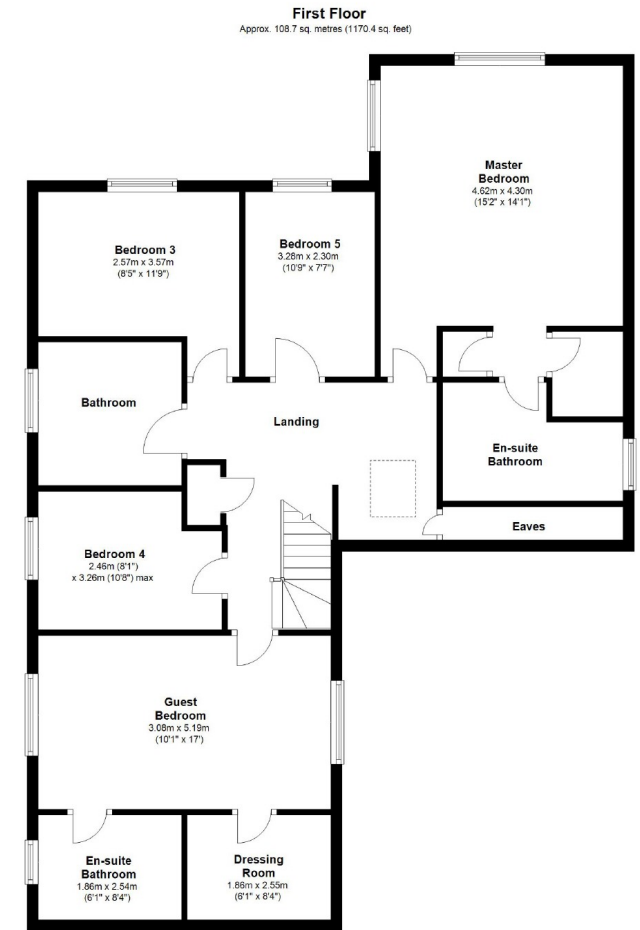 First Floor
Approx. 108.7 sq. metres (1170.4 sq. feet)
Master
Bedroom
4.62m x 4.30m
(15'2" x 14'1")
Bedroom 3
2.57m x 3.57m
(8'5" x 11'9")
Bedroom 5
3.28m x 2.30m
(10'9" x 7'7")
Bathroom
Landing
En-suite
Bathroom
Eaves
Bedroom 4
2.46m (8'1")
x 3.26m (10'8") max
Guest
Bedroom
3.08m x 5.19m
(10'1" x 17')
En-suite
Bathroom
1.86m x 2.54m
(6'1" x 8'4")
Dressing
Room
1.86m x 2.55m
(6'1" x 8'4")